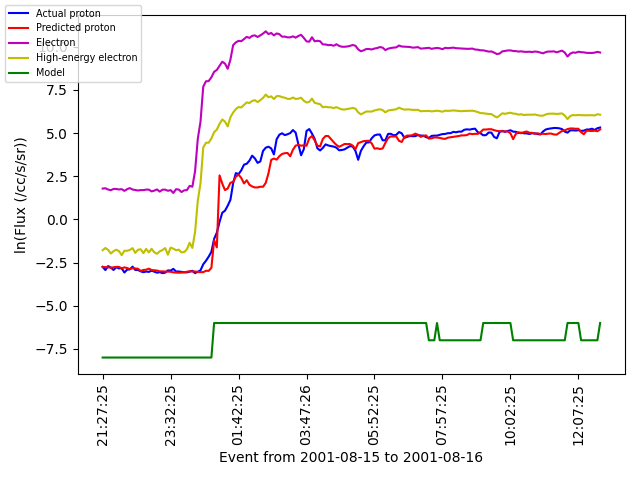 Actual proton
Predicted proton
Electron
High-energy electron
Model
10.0
7.5
5.0
2.5
0.0
−2.5
−5.0
−7.5
ln(Flux (/cc/s/sr))
21:27:25
23:32:25
01:42:25
03:47:26
05:52:25
07:57:25
10:02:25
12:07:25
Event from 2001-08-15 to 2001-08-16